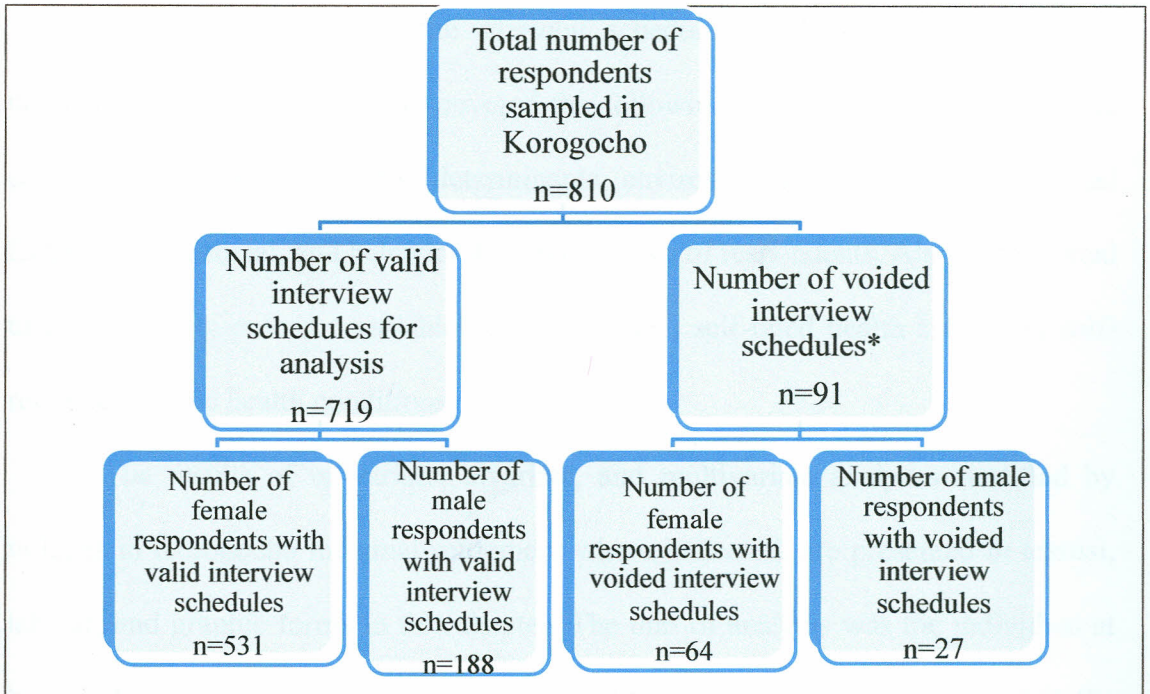 Total number of
respondents
sampled in
Korogocho
n=810
Number of valid
interview
schedules for
analysis
n=719
Number of voided
interview
schedules*
n=91
Number of
female
respondents with
valid interview
schedules
n=531
Number of
male
respondents
with valid
interview
schedules
n=188
Number of
female
respondents with
voided interview
schedules
n=64
Number of male
respondents
with voided
interview
schedules
n=27